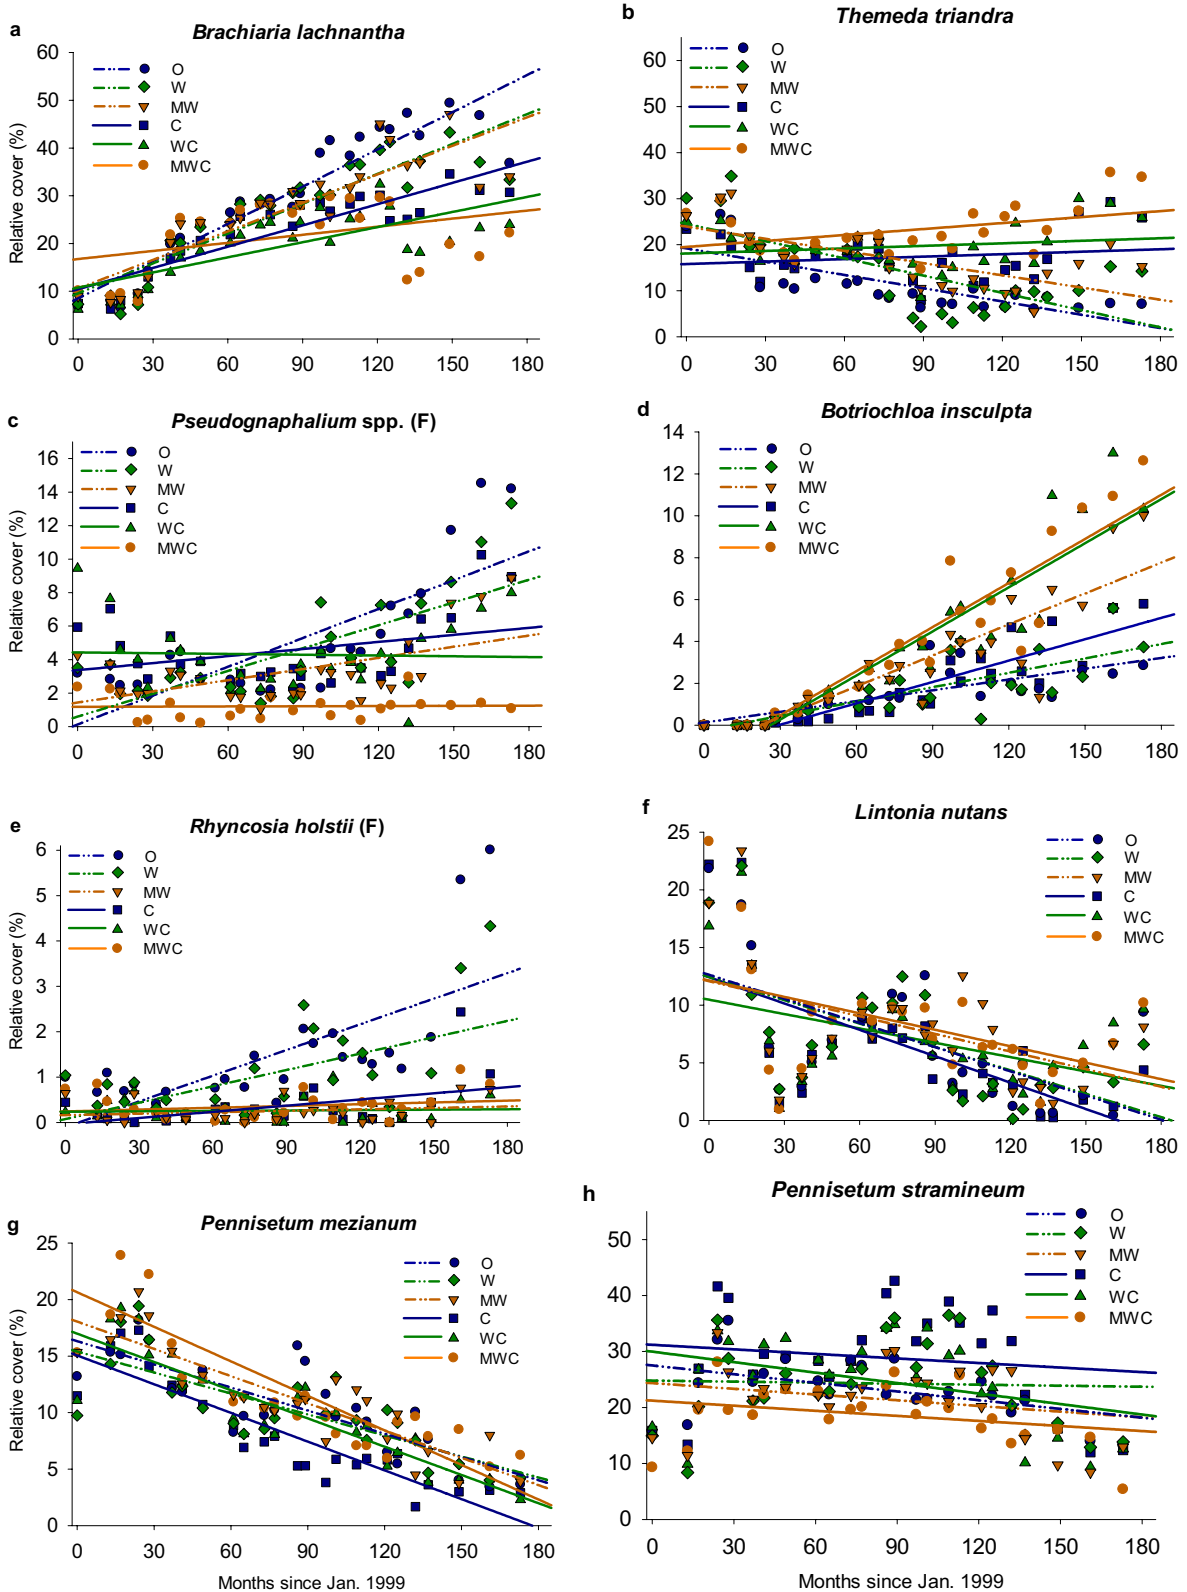 a
Brachiaria lachnantha
Relative cover (%)
60
50
40
30
20
10
0
O
W
MW
C
WC
MWC
0 30 60 90 120 150 180
b
Themeda triandra
60
50
40
30
20
10
0
O
W
MW
C
WC
MWC
0 30 60 90 120 150 180
c
Pseudognaphalium spp. (F)
Relative cover (%)
16
14
12
10
8
6
4
2
0
O
W
MW
C
WC
MWC
0 30 60 90 120 150 180
d
Botriochloa insculpta
14
12
10
8
6
4
2
0
O
W
MW
C
WC
MWC
0 30 60 90 120 150 180
e
Rhyncosia holstii (F)
Relative cover (%)
6
5
4
3
2
1
0
O
W
MW
C
WC
MWC
0 30 60 90 120 150 180
f
Lintonia nutans
25
20
15
10
5
0
O
W
MW
C
WC
MWC
0 30 60 90 120 150 180
g
Pennisetum mezianum
Relative cover (%)
25
20
15
10
5
0
O
W
MW
C
WC
MWC
0 30 60 90 120 150 180
Months since Jan. 1999
h
Pennisetum stramineum
50
40
30
20
10
0
O
W
MW
C
WC
MWC
0 30 60 90 120 150 180
Months since Jan. 1999